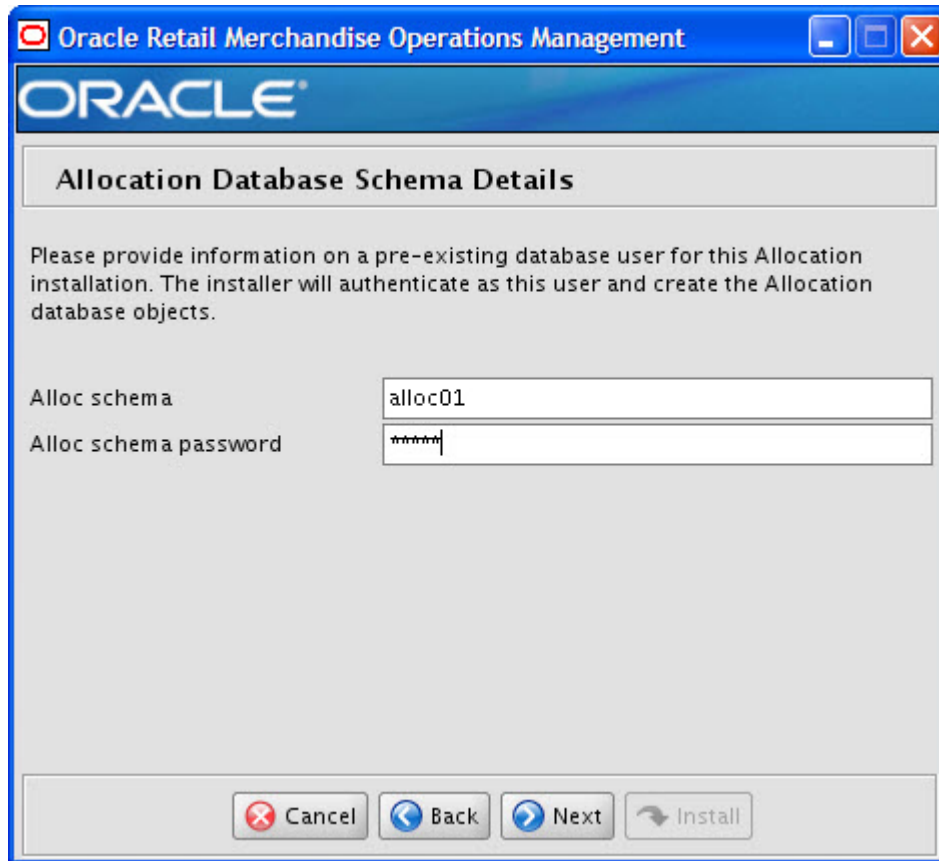 Oracle Retail Merchandise Operations Management
ORACLE®
Allocation Database Schema Details
Please provide information on a pre-existing database user for this Allocation
installation. The installer will authenticate as this user and create the Allocation
database objects.
Alloc schema
alloc01
Alloc schema password
*****
Cancel
Back
Next
Install